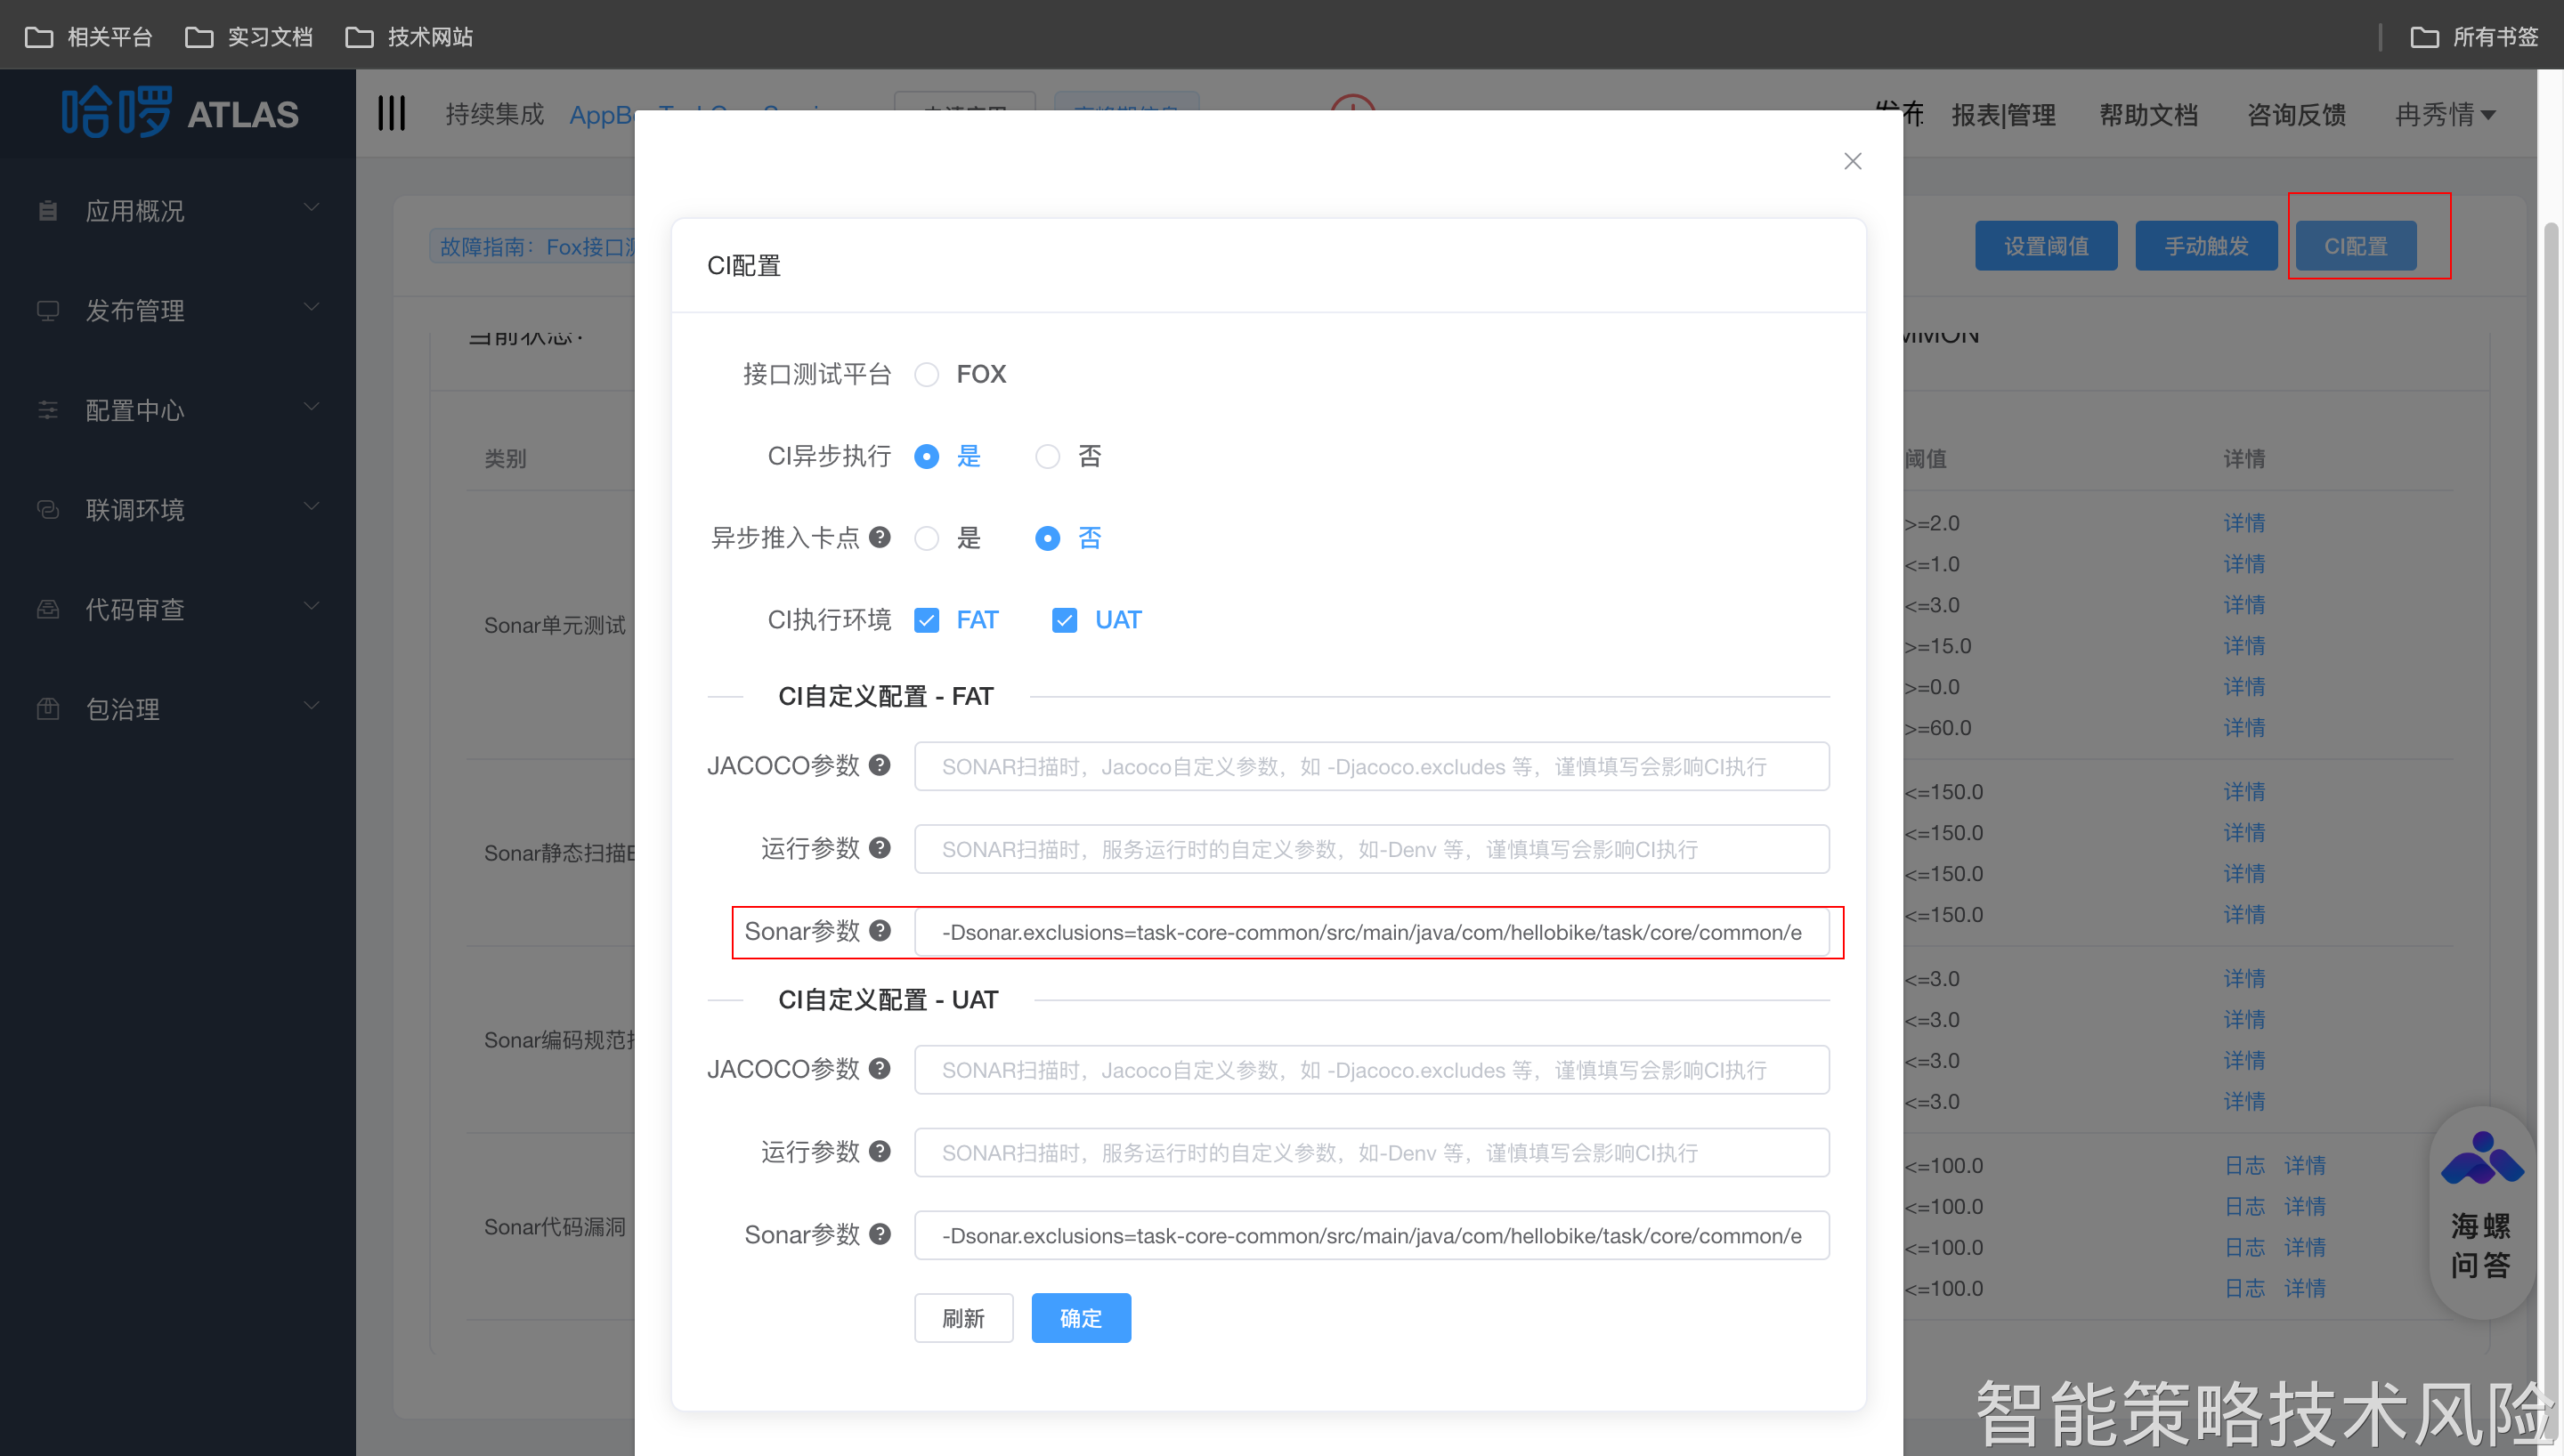 相关平台 实习文档 技术网站 所有书签
哈啰 ATLAS
持续集成 报表|管理 帮助文档 咨询反馈 冉秀情
应用概况
发布管理
配置中心
联调环境
代码审查
包治理
故障指南：Fox接口
设置阈值 手动触发 CI配置
CI配置
接口测试平台 FOX
CI异步执行 是 否
异步推入卡点 是 否
CI执行环境 FAT UAT
CI自定义配置 - FAT
JACOCO参数 SONAR扫描时，Jacoco自定义参数，如 -Djacoco.excludes 等，谨慎填写会影响CI执行
运行参数 SONAR扫描时，服务运行时的自定义参数，如-Denv 等，谨慎填写会影响CI执行
Sonar参数 -Dsonar.exclusions=task-core-common/src/main/java/com/hellobike/task/core/common/e
CI自定义配置 - UAT
JACOCO参数 SONAR扫描时，Jacoco自定义参数，如 -Djacoco.excludes 等，谨慎填写会影响CI执行
运行参数 SONAR扫描时，服务运行时的自定义参数，如-Denv 等，谨慎填写会影响CI执行
Sonar参数 -Dsonar.exclusions=task-core-common/src/main/java/com/hellobike/task/core/common/e
刷新 确定
类别 阈值 详情
Sonar单元测试
>=2.0 详情
<=1.0 详情
<=3.0 详情
>=15.0 详情
>=0.0 详情
>=60.0 详情
Sonar静态扫描
<=150.0 详情
<=150.0 详情
<=150.0 详情
<=150.0 详情
Sonar编码规范
<=3.0 详情
<=3.0 详情
<=3.0 详情
<=3.0 详情
Sonar代码漏洞
<=100.0 日志 详情
<=100.0 日志 详情
<=100.0 日志 详情
<=100.0 日志 详情
海螺
问答
智能策略技术风险